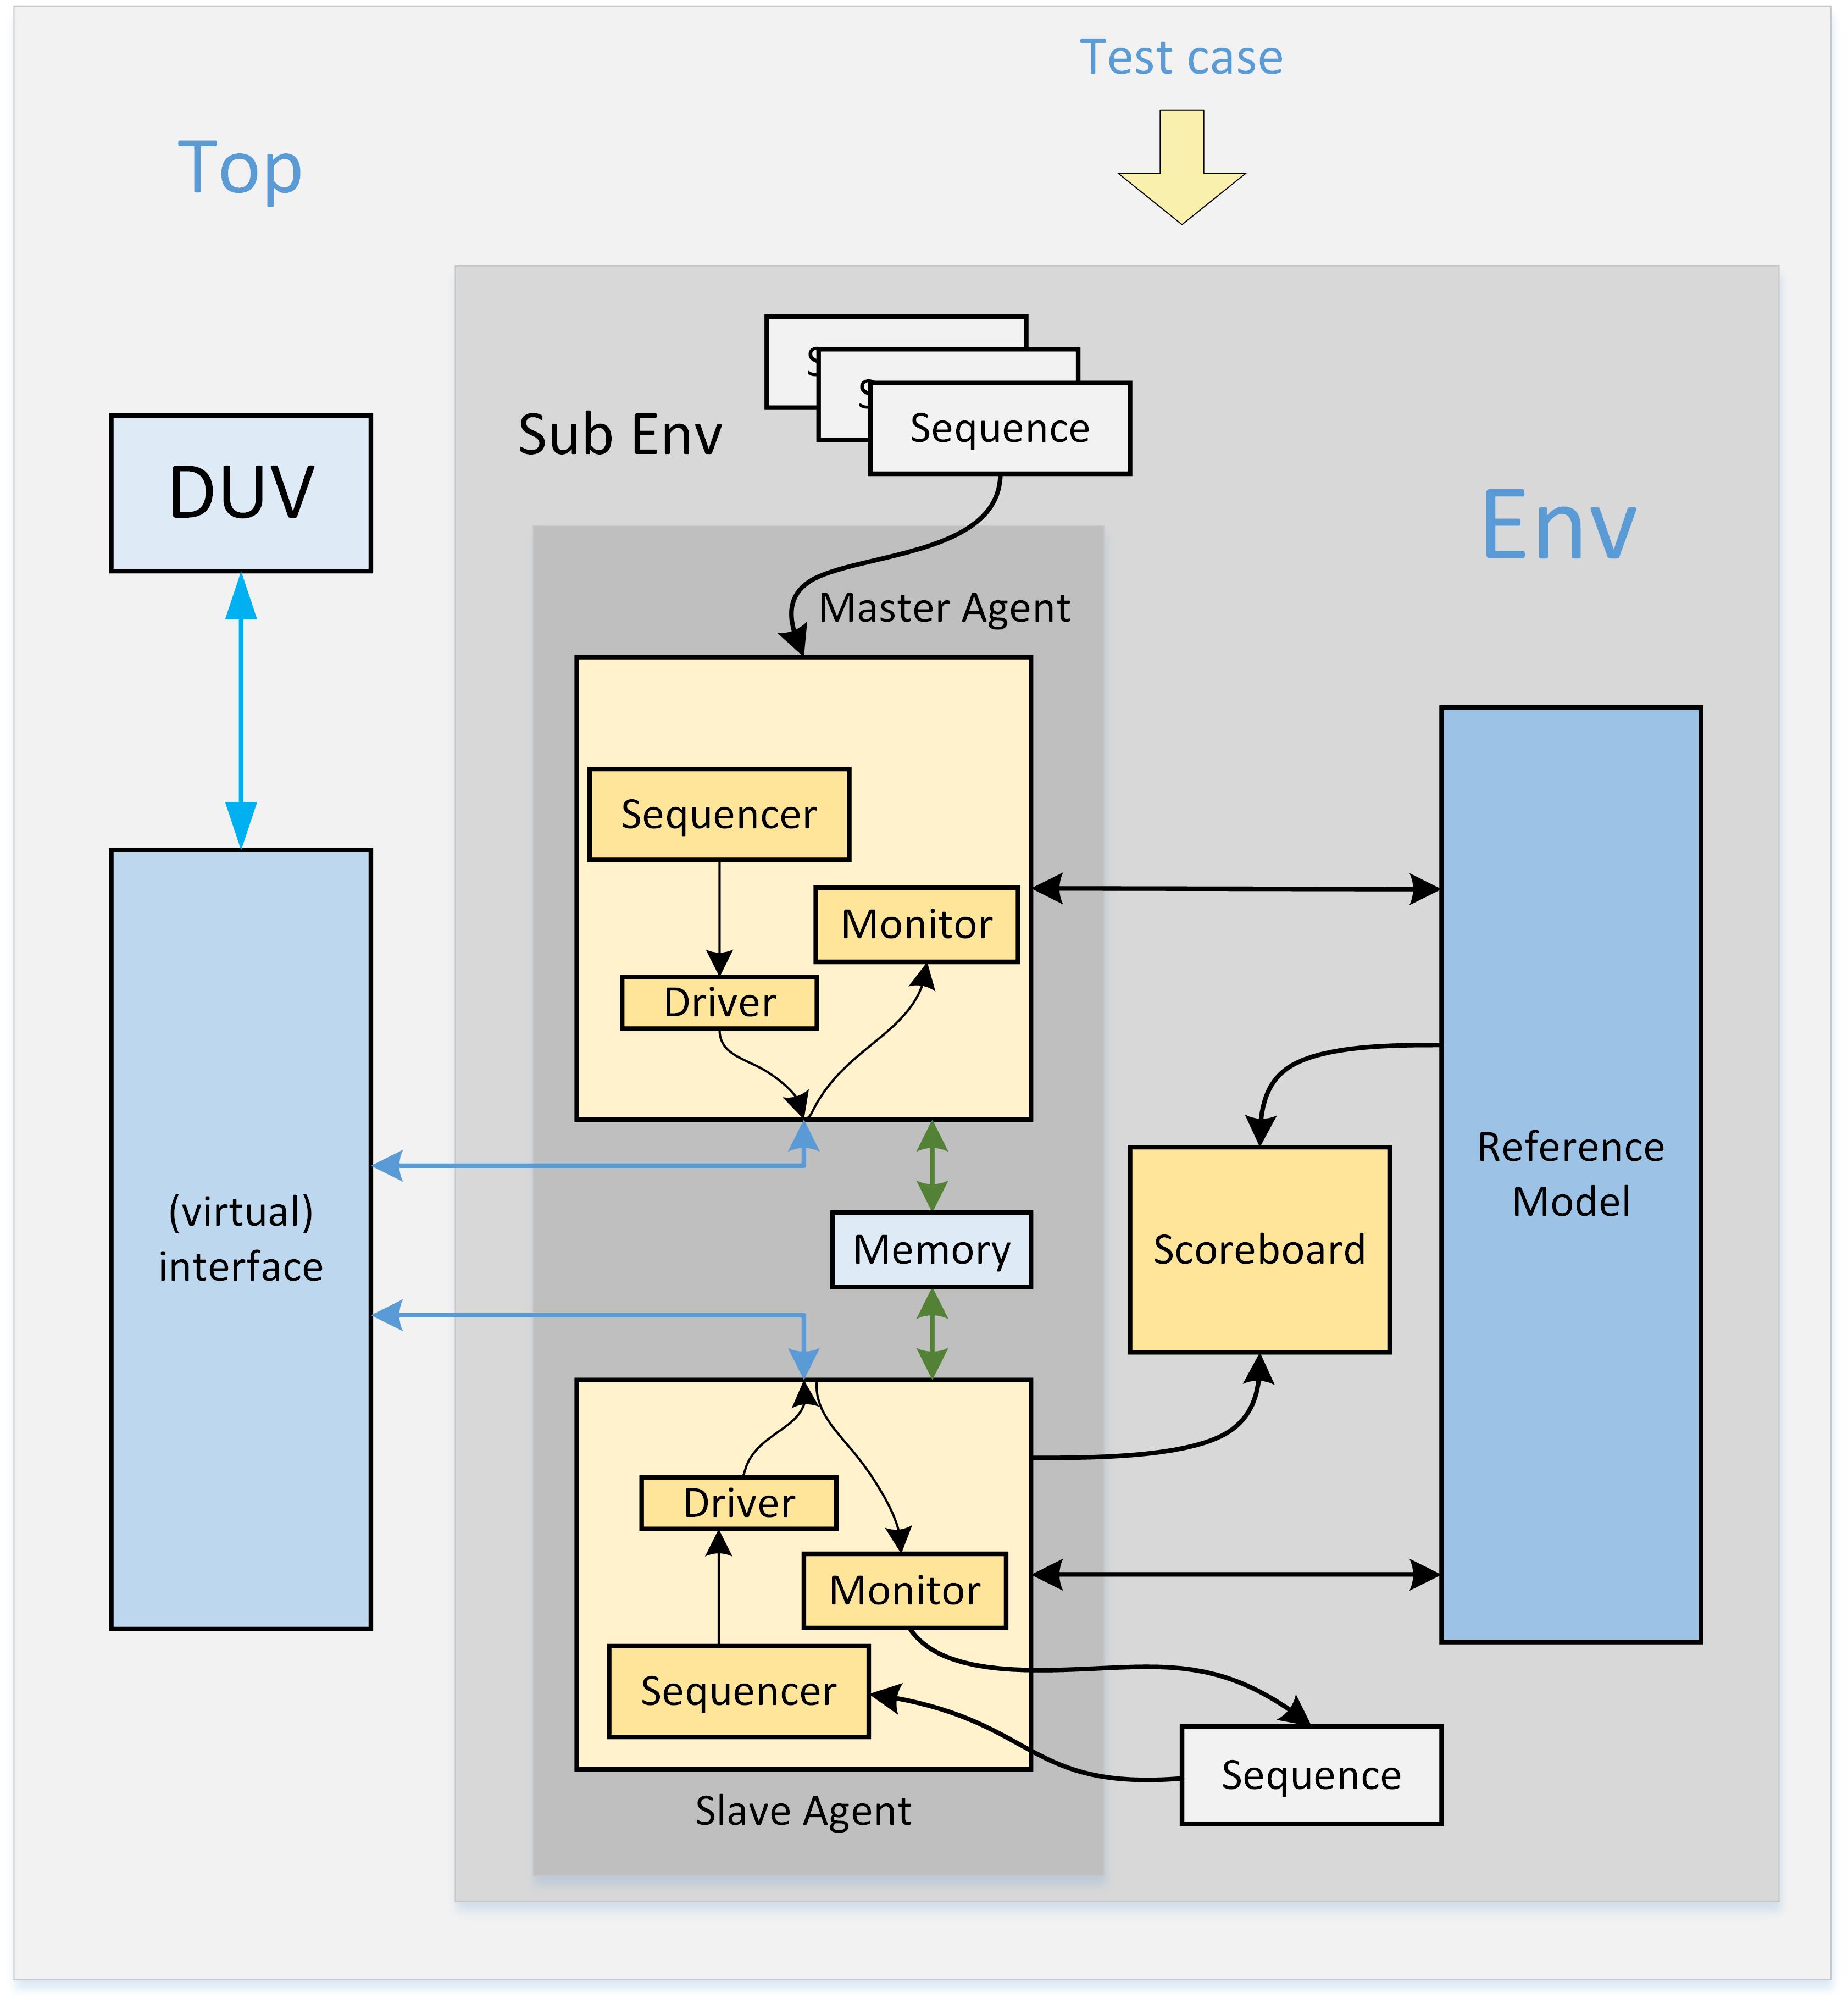 Test case
Top
Sub Env
S
S
Sequence
DUV
Env
Master Agent
Sequencer
Monitor
Driver
(virtual)
interface
Memory
Scoreboard
Reference
Model
Driver
Monitor
Sequencer
Sequence
Slave Agent